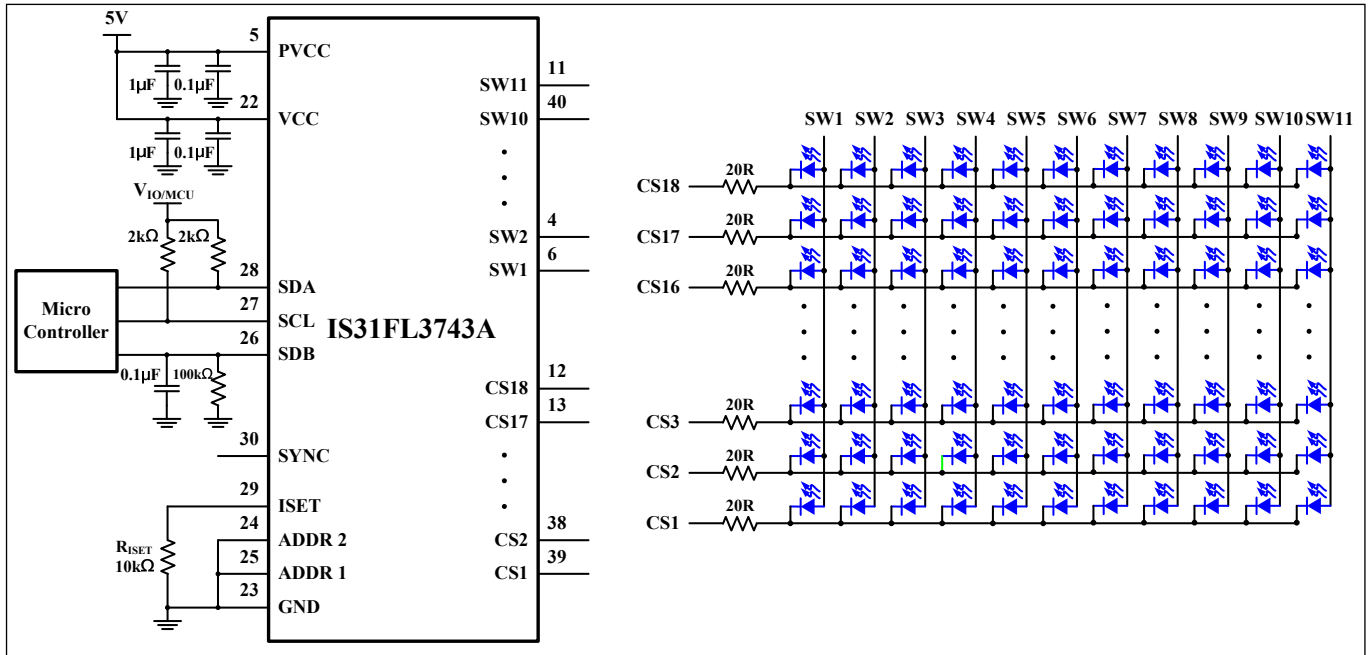 5V
5
PVCC
1µF
0.1µF
22
VCC
1µF
0.1µF
VIO/MCU
2kΩ
2kΩ
28
SDA
27
SCL
26
SDB
Micro
Controller
0.1µF
100kΩ
30
SYNC
29
ISET
24
ADDR 2
25
ADDR 1
23
GND
RISET
10kΩ
IS31FL3743A
11
SW11
40
SW10
4
SW2
6
SW1
12
CS18
13
CS17
38
CS2
39
CS1
SW1 SW2 SW3 SW4 SW5 SW6 SW7 SW8 SW9 SW10 SW11
20R
CS18
20R
CS17
20R
CS16
20R
CS3
20R
CS2
20R
CS1